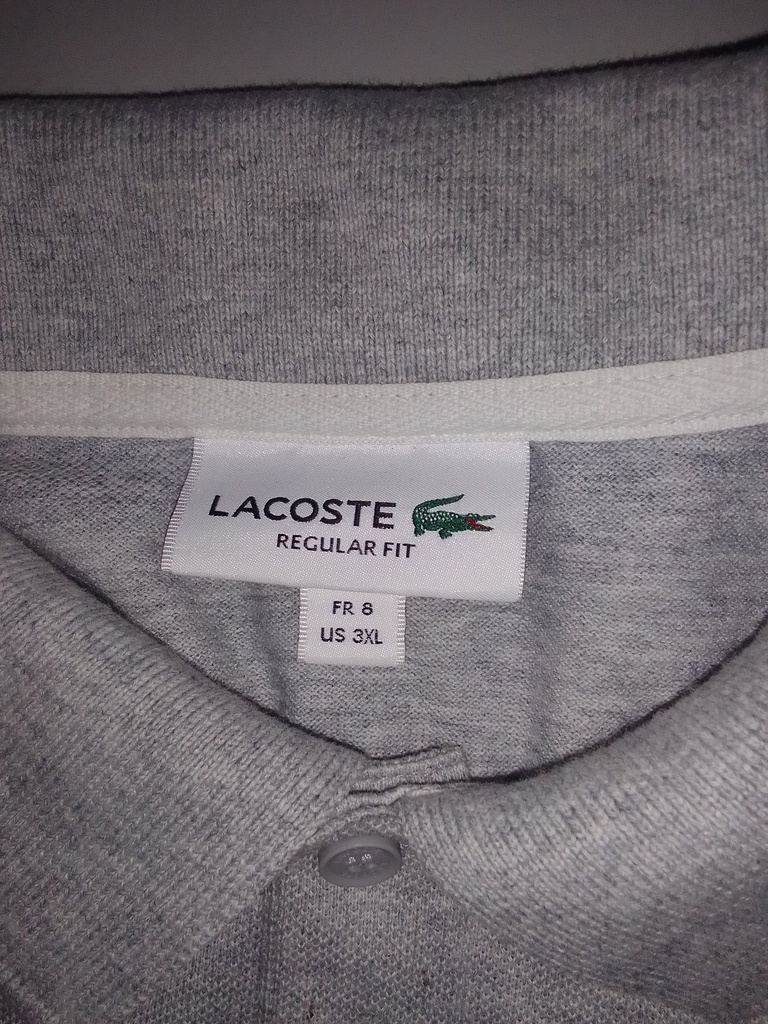 LACOSTE
REGULAR FIT
FR 8
US 3XL